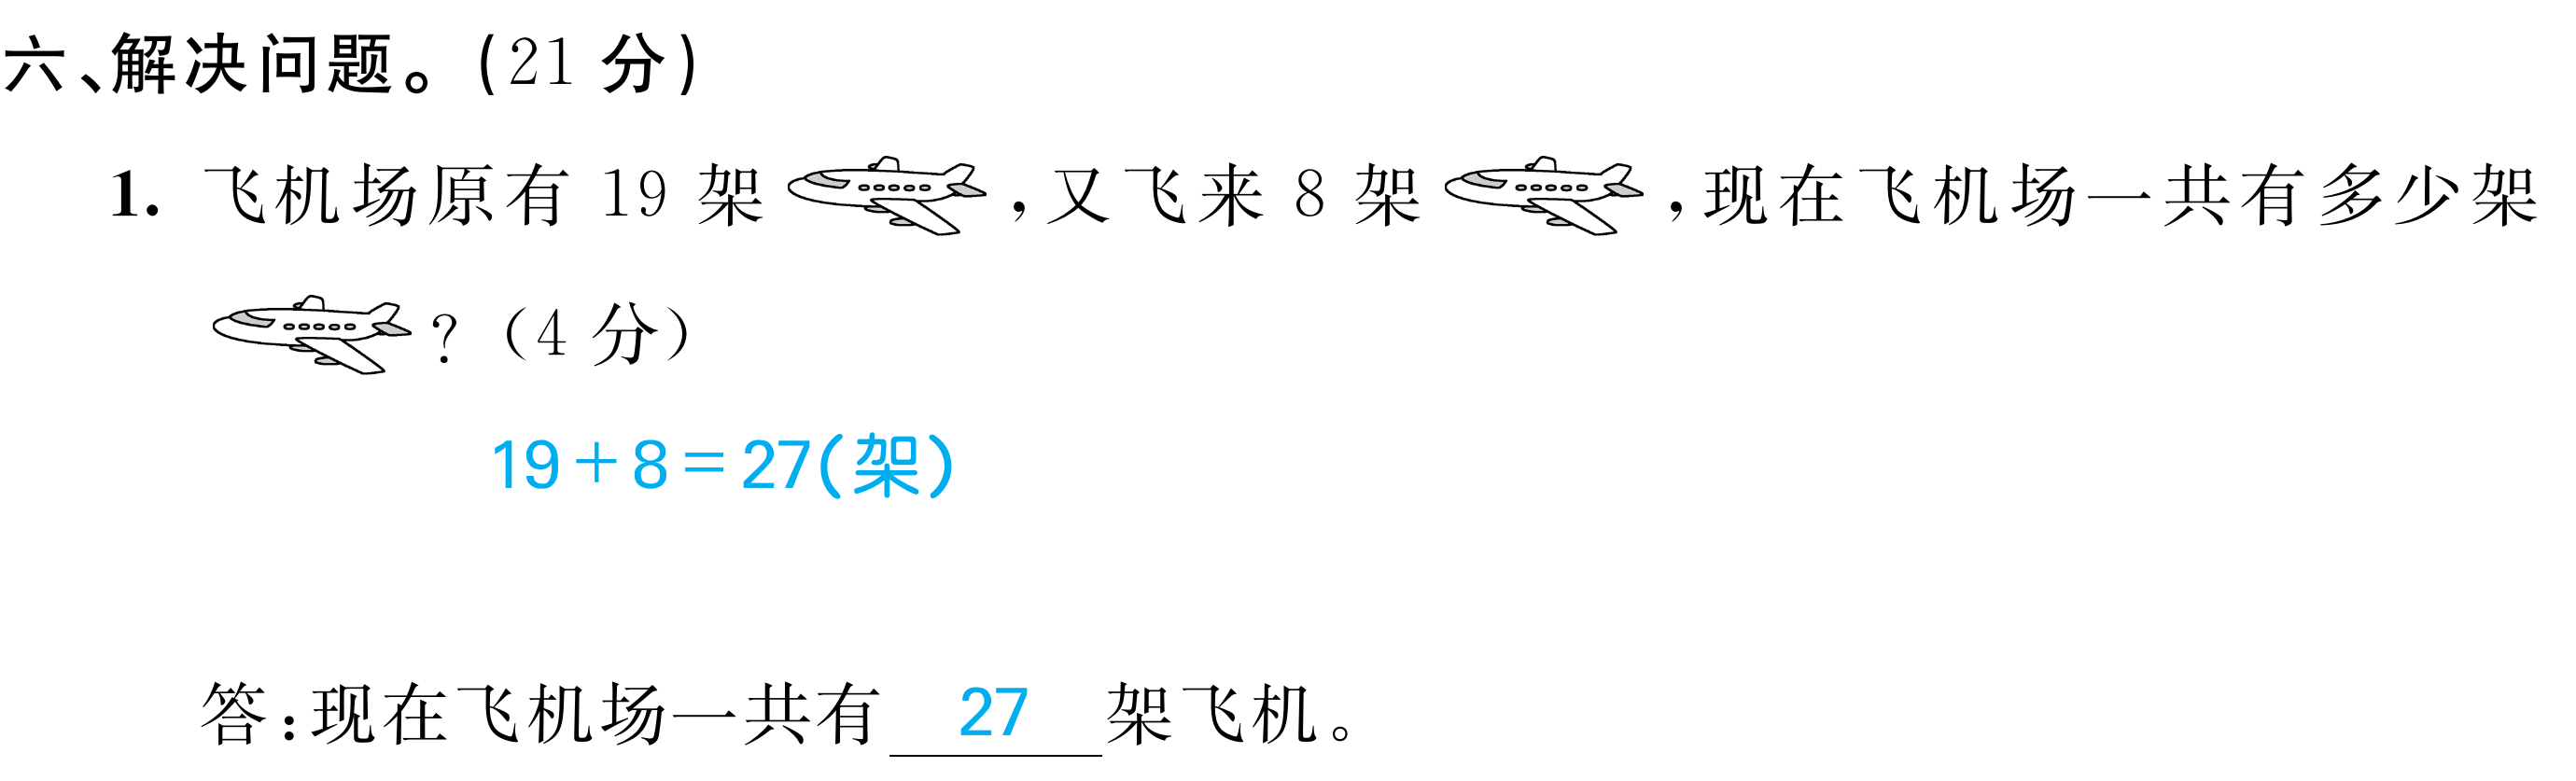 六、解决问题。(21 分)
1. 飞机场原有 19 架,又飞来 8 架,现在飞机场一共有多少架
?(4 分)
19+8=27(架)
答:现在飞机场一共有 27 架飞机。